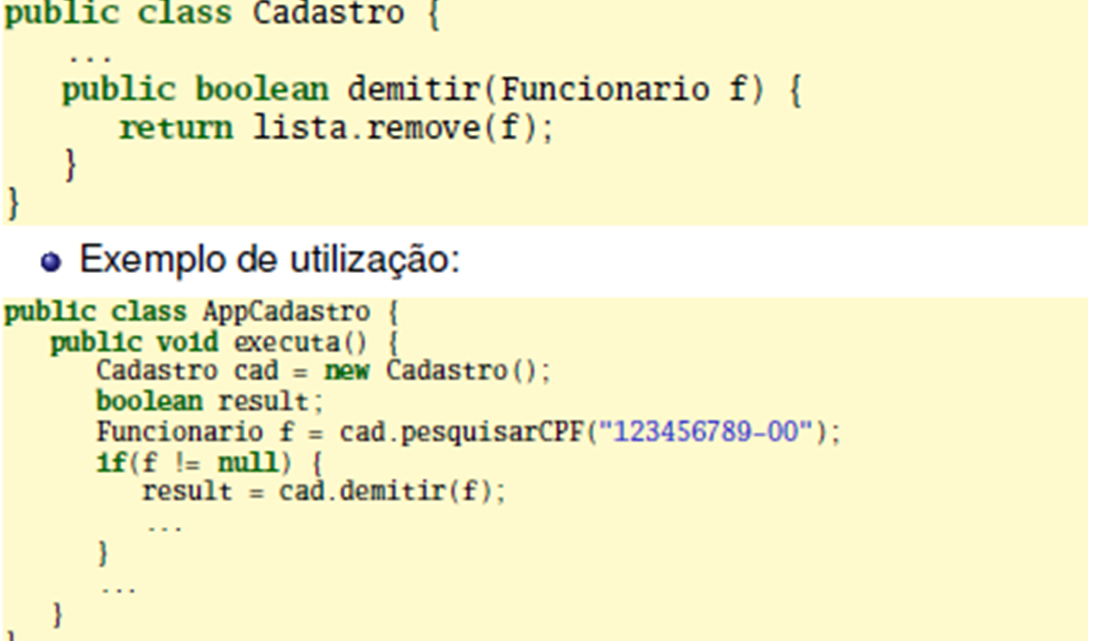 public class Cadastro {
...
public boolean demitir(Funcionario f) {
return lista.remove(f);
}
}
Exemplo de utilização:
public class AppCadastro {
public void executa() {
Cadastro cad = new Cadastro();
boolean result;
Funcionario f = cad.pesquisarCPF("123456789-00");
if(f != null) {
result = cad.demitir(f);
...
}
...
}
}